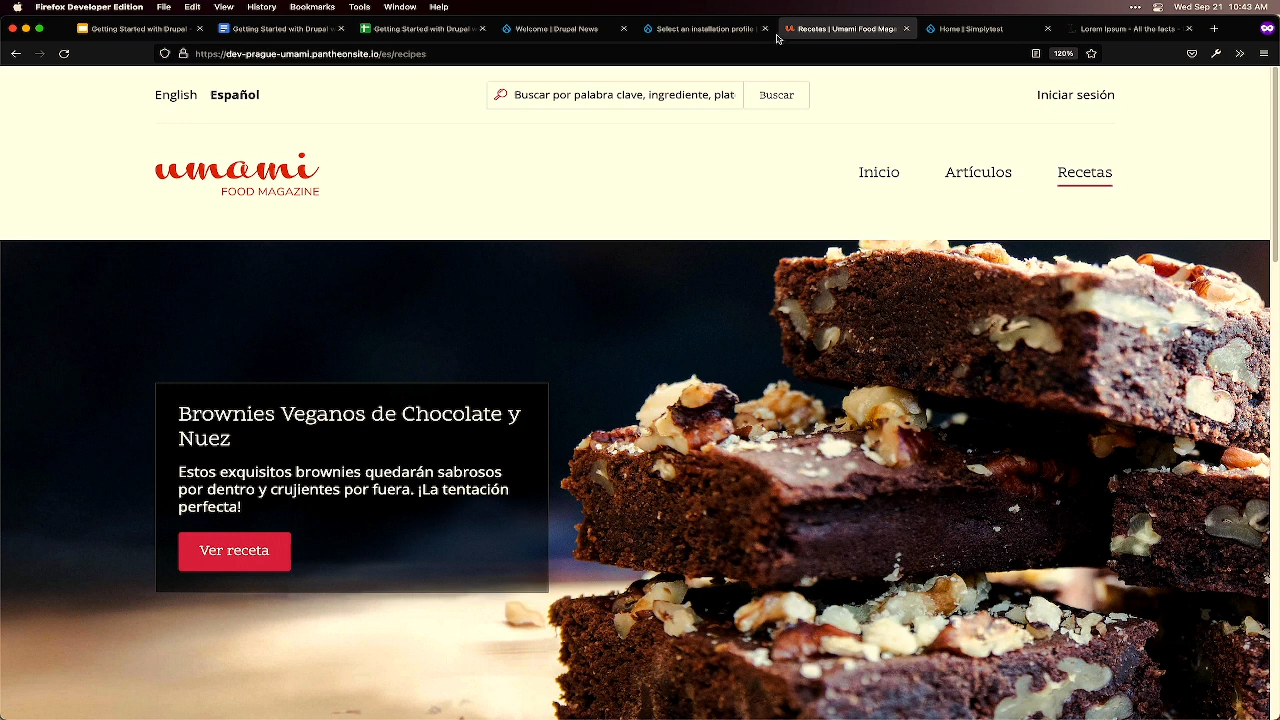 Firefox Developer Edition File Edit View History Bookmarks Tools Window Help Wed Sep 21 10:43 AM
Getting Started with Drupal - Getting Started with Drupal w Getting Started with Drupal w Welcome | Drupal News Select an installation profile | Recetas | Umami Food Mag Home | Simplytest Lorem Ipsum - All the facts -
https://dev-prague-umami.pantheonsite.io/es/recipes 120%
English Español Buscar por palabra clave, ingrediente, plat Buscar Iniciar sesión
umami
FOOD MAGAZINE
Inicio Artículos Recetas
Brownies Veganos de Chocolate y
Nuez
Estos exquisitos brownies quedarán sabrosos
por dentro y crujientes por fuera. ¡La tentación
perfecta!
Ver receta